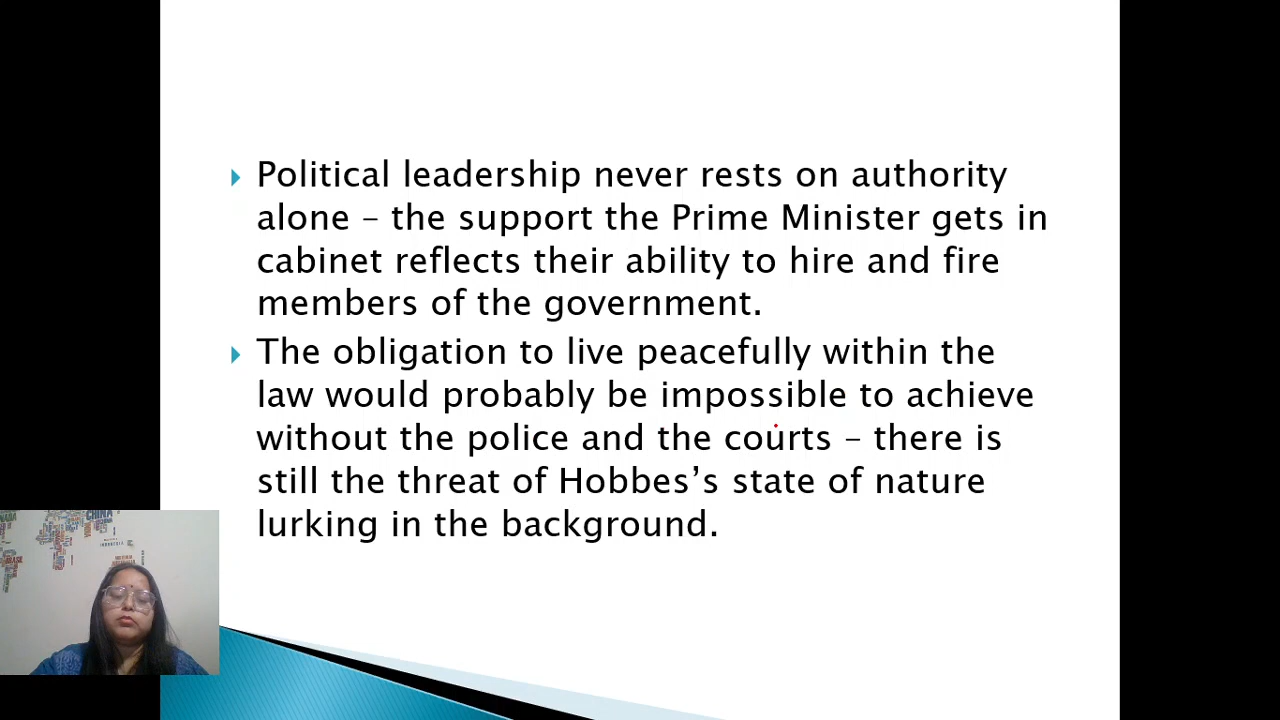 Political leadership never rests on authority
alone – the support the Prime Minister gets in
cabinet reflects their ability to hire and fire
members of the government.
The obligation to live peacefully within the
law would probably be impossible to achieve
without the police and the courts – there is
still the threat of Hobbes’s state of nature
lurking in the background.
CHINA